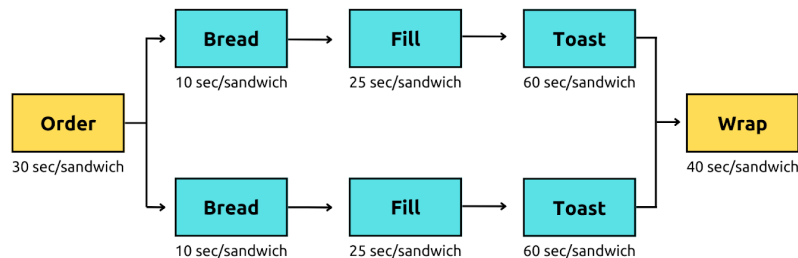 Bread
Fill
Toast
10 sec/sandwich
25 sec/sandwich
60 sec/sandwich
Order
Wrap
30 sec/sandwich
40 sec/sandwich
Bread
Fill
Toast
10 sec/sandwich
25 sec/sandwich
60 sec/sandwich